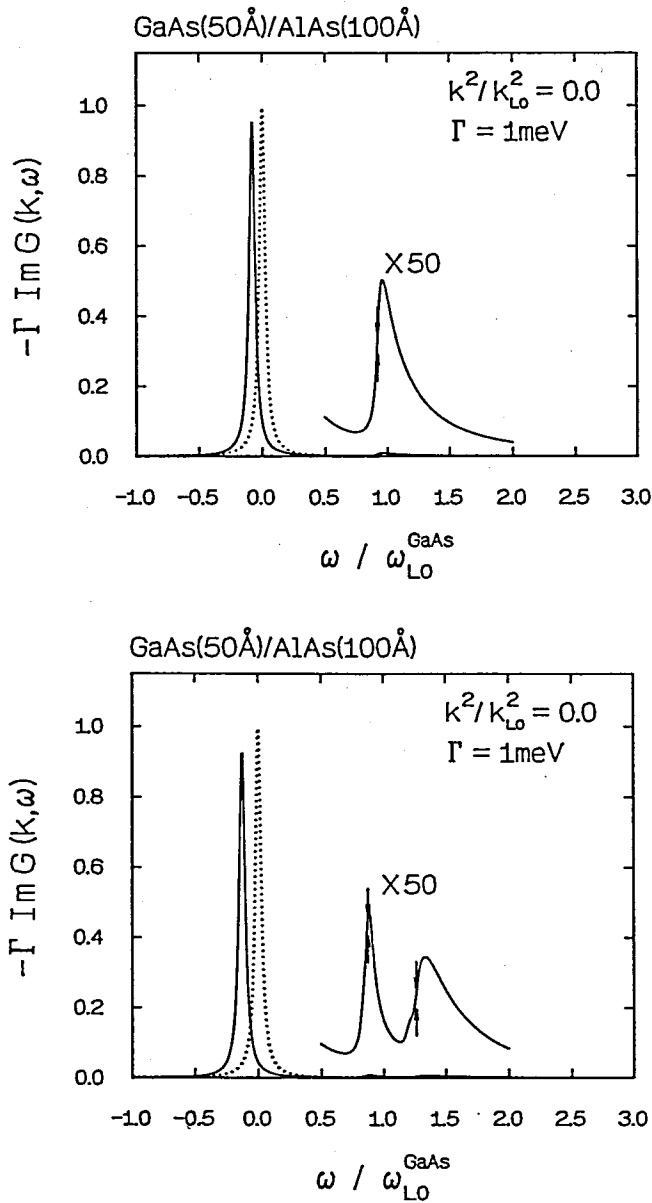 GaAs(50Å)/AlAs(100Å)
k²/k²_LO = 0.0
Γ = 1meV
X50
-Γ Im G(k,ω)
1.0
0.8
0.6
0.4
0.2
0.0
-1.0 -0.5 0.0 0.5 1.0 1.5 2.0 2.5 3.0
ω / ω_LO^GaAs
GaAs(50Å)/AlAs(100Å)
k²/k²_LO = 0.0
Γ = 1meV
X50
-Γ Im G(k,ω)
1.0
0.8
0.6
0.4
0.2
0.0
-1.0 -0.5 0.0 0.5 1.0 1.5 2.0 2.5 3.0
ω / ω_LO^GaAs